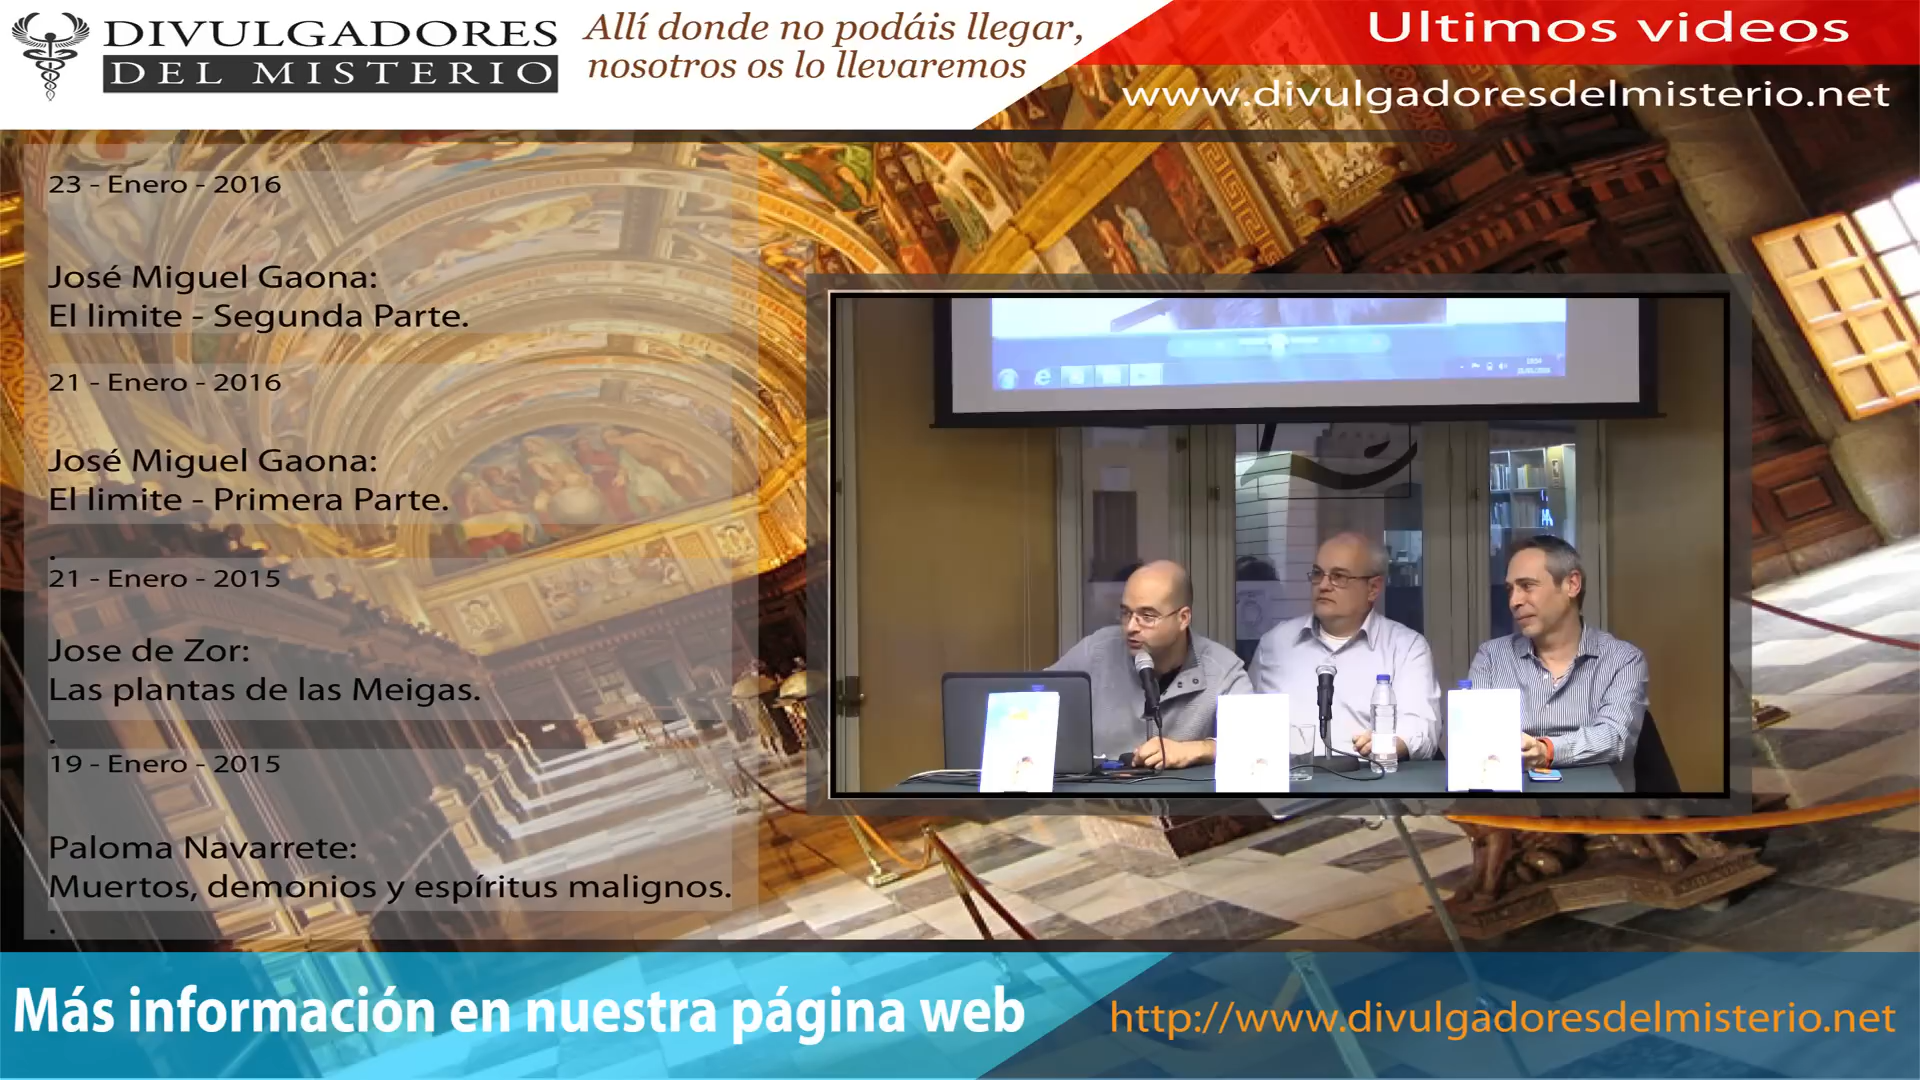 DIVULGADORES
DEL MISTERIO
Allí donde no podáis llegar,
nosotros os lo llevaremos
Ultimos videos
www.divulgadoresdelmisterio.net
23 - Enero - 2016
José Miguel Gaona:
El limite - Segunda Parte.
21 - Enero - 2016
José Miguel Gaona:
El limite - Primera Parte.
.
21 - Enero - 2015
Jose de Zor:
Las plantas de las Meigas.
.
19 - Enero - 2015
Paloma Navarrete:
Muertos, demonios y espíritus malignos.
.
Más información en nuestra página web
http://www.divulgadoresdelmisterio.net